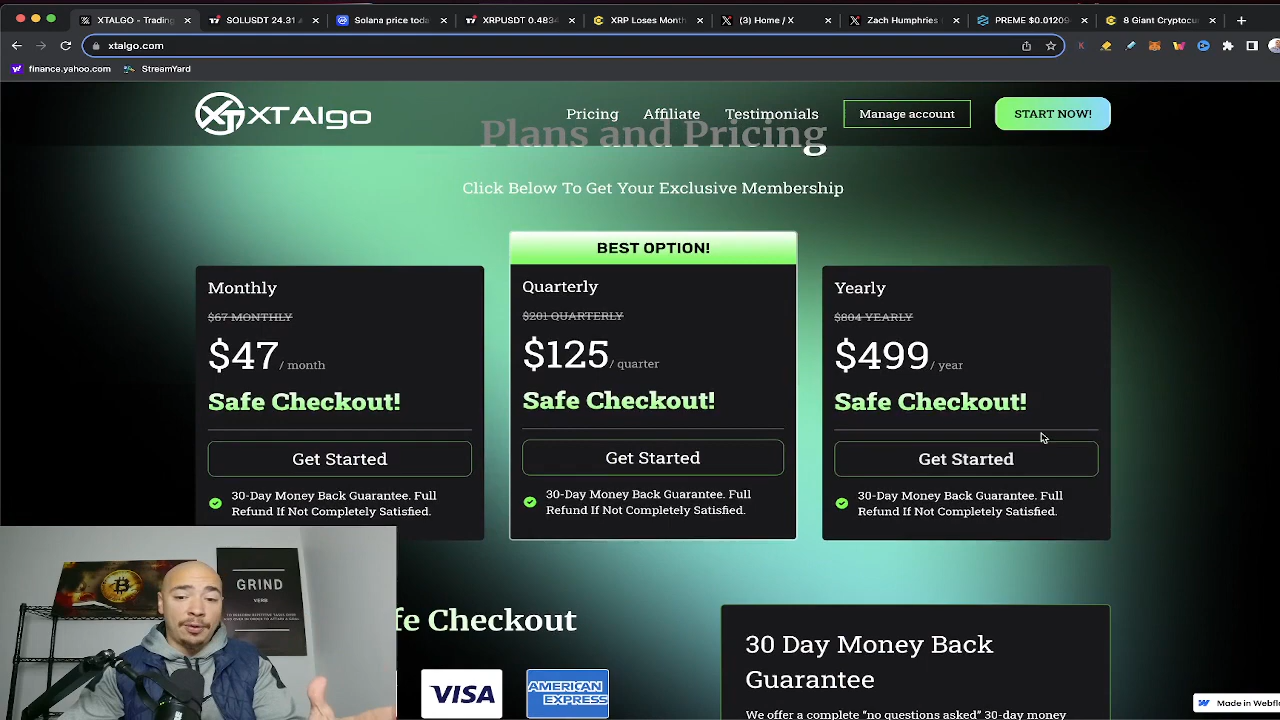 XTALGO - Trading
SOLUSDT 24.31
Solana price toda
XRPUSDT 0.4834
XRP Loses Month
(3) Home / X
Zach Humphries
PREME $0.01209
8 Giant Cryptocur
xtalgo.com
finance.yahoo.com
StreamYard
XTAlgo
Pricing
Affiliate
Testimonials
Manage account
START NOW!
Plans and Pricing
Click Below To Get Your Exclusive Membership
BEST OPTION!
Monthly
$67 MONTHLY
$47 / month
Safe Checkout!
Get Started
30-Day Money Back Guarantee. Full
Refund If Not Completely Satisfied.
Quarterly
$201 QUARTERLY
$125 / quarter
Safe Checkout!
Get Started
30-Day Money Back Guarantee. Full
Refund If Not Completely Satisfied.
Yearly
$804 YEARLY
$499 / year
Safe Checkout!
Get Started
30-Day Money Back Guarantee. Full
Refund If Not Completely Satisfied.
GRIND
VERB
fe Checkout
VISA
AMERICAN
EXPRESS
30 Day Money Back
Guarantee
We offer a complete "no questions asked" 30-day money
Made in Webfl